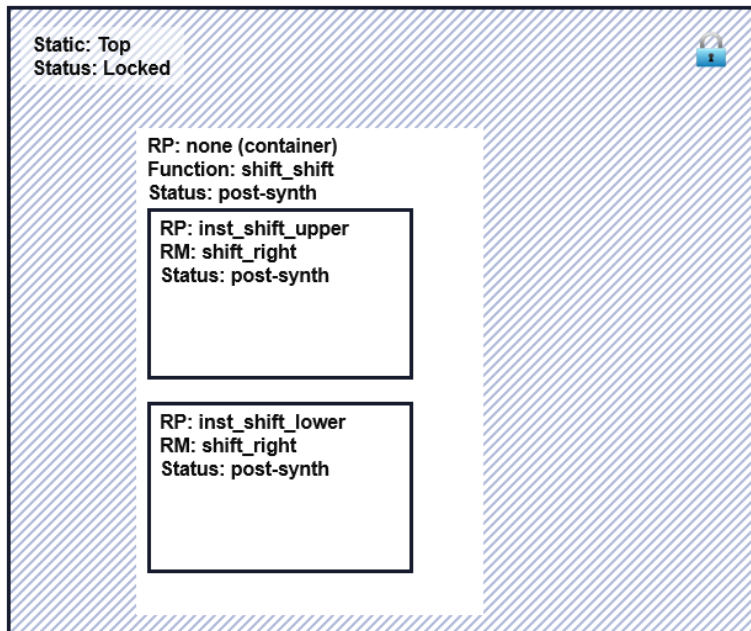 Static: Top
Status: Locked
RP: none (container)
Function: shift_shift
Status: post-synth
RP: inst_shift_upper
RM: shift_right
Status: post-synth
RP: inst_shift_lower
RM: shift_right
Status: post-synth